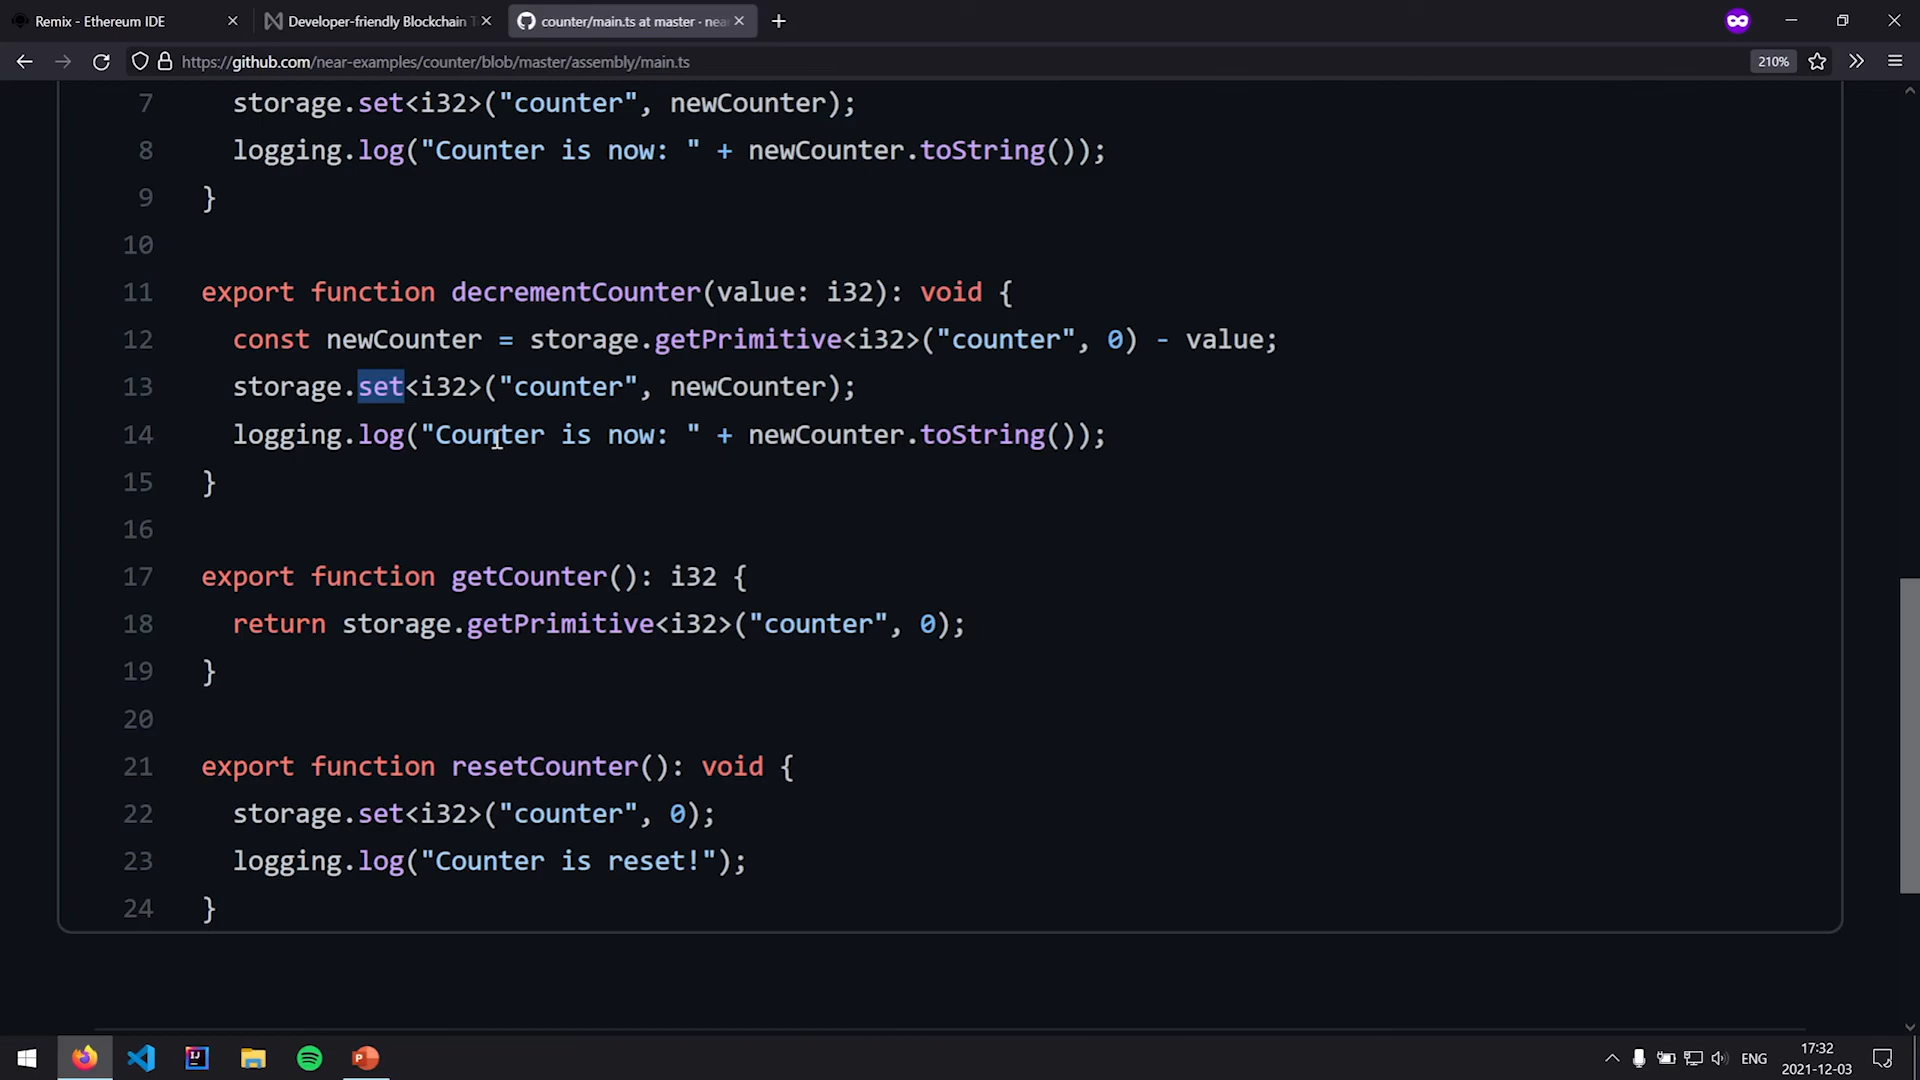 Remix - Ethereum IDE
Developer-friendly Blockchain
counter/main.ts at master · nea
https://github.com/near-examples/counter/blob/master/assembly/main.ts
210%
7 storage.set<i32>("counter", newCounter);
8 logging.log("Counter is now: " + newCounter.toString());
9 }
10
11 export function decrementCounter(value: i32): void {
12 const newCounter = storage.getPrimitive<i32>("counter", 0) - value;
13 storage.set<i32>("counter", newCounter);
14 logging.log("Counter is now: " + newCounter.toString());
15 }
16
17 export function getCounter(): i32 {
18 return storage.getPrimitive<i32>("counter", 0);
19 }
20
21 export function resetCounter(): void {
22 storage.set<i32>("counter", 0);
23 logging.log("Counter is reset!");
24 }
ENG
17:32
2021-12-03